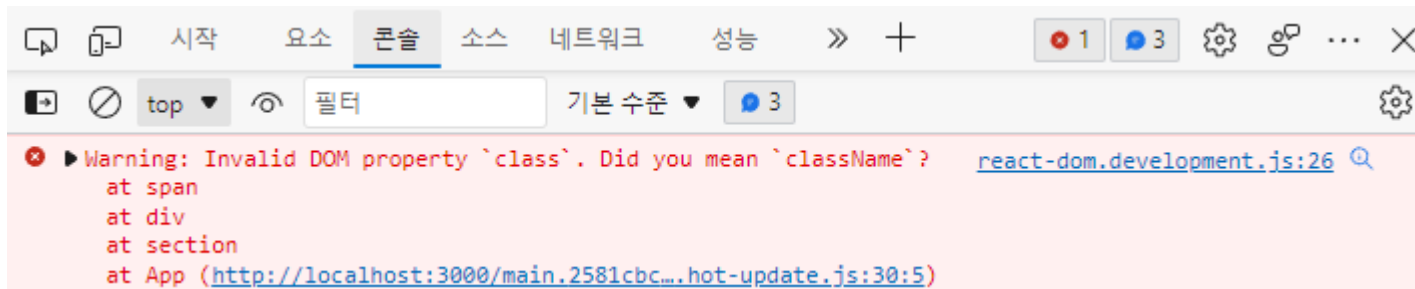 시작 요소 콘솔 소스 네트워크 성능 1 3
top 필터 기본 수준 3
Warning: Invalid DOM property `class`. Did you mean `className`? react-dom.development.js:26
at span
at div
at section
at App (http://localhost:3000/main.2581cbc….hot-update.js:30:5)